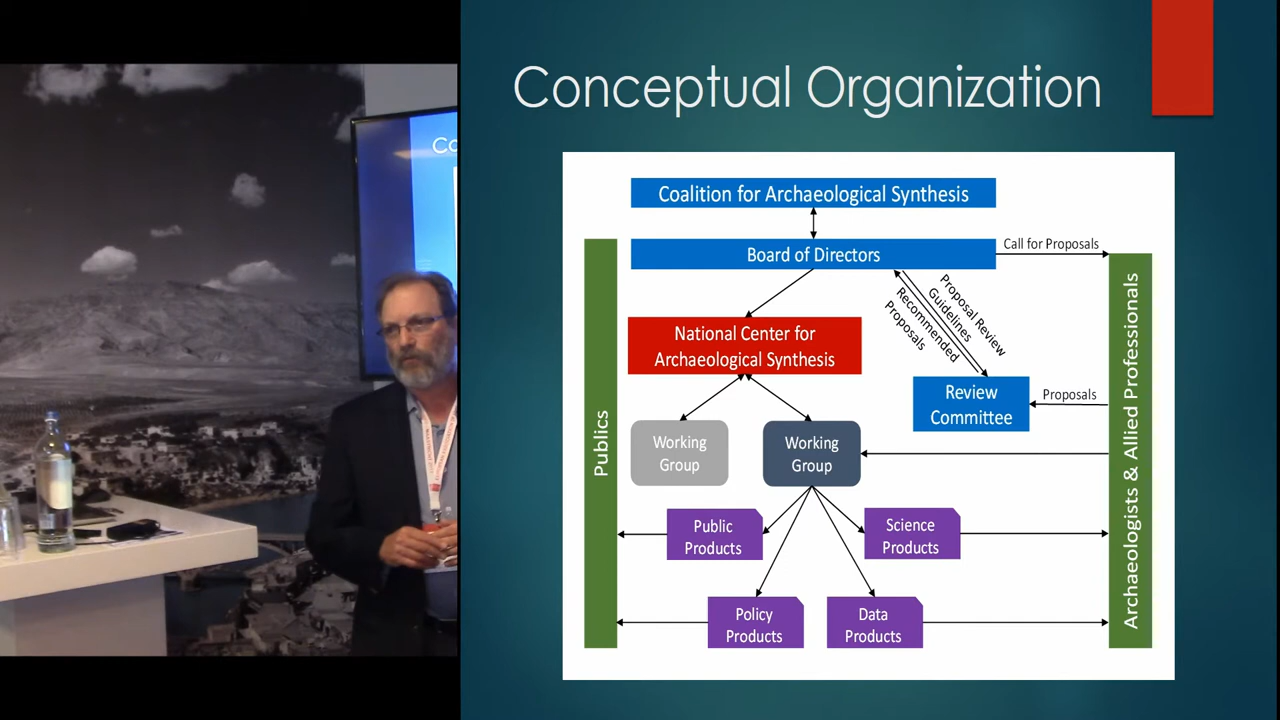 Conceptual Organization
Co
Coalition for Archaeological Synthesis
Board of Directors
Call for Proposals
Proposal Review
Guidelines
Recommended
Proposals
National Center for
Archaeological Synthesis
Review
Committee
Proposals
Working
Group
Working
Group
Publics
Archaeologists & Allied Professionals
Public
Products
Science
Products
Policy
Products
Data
Products